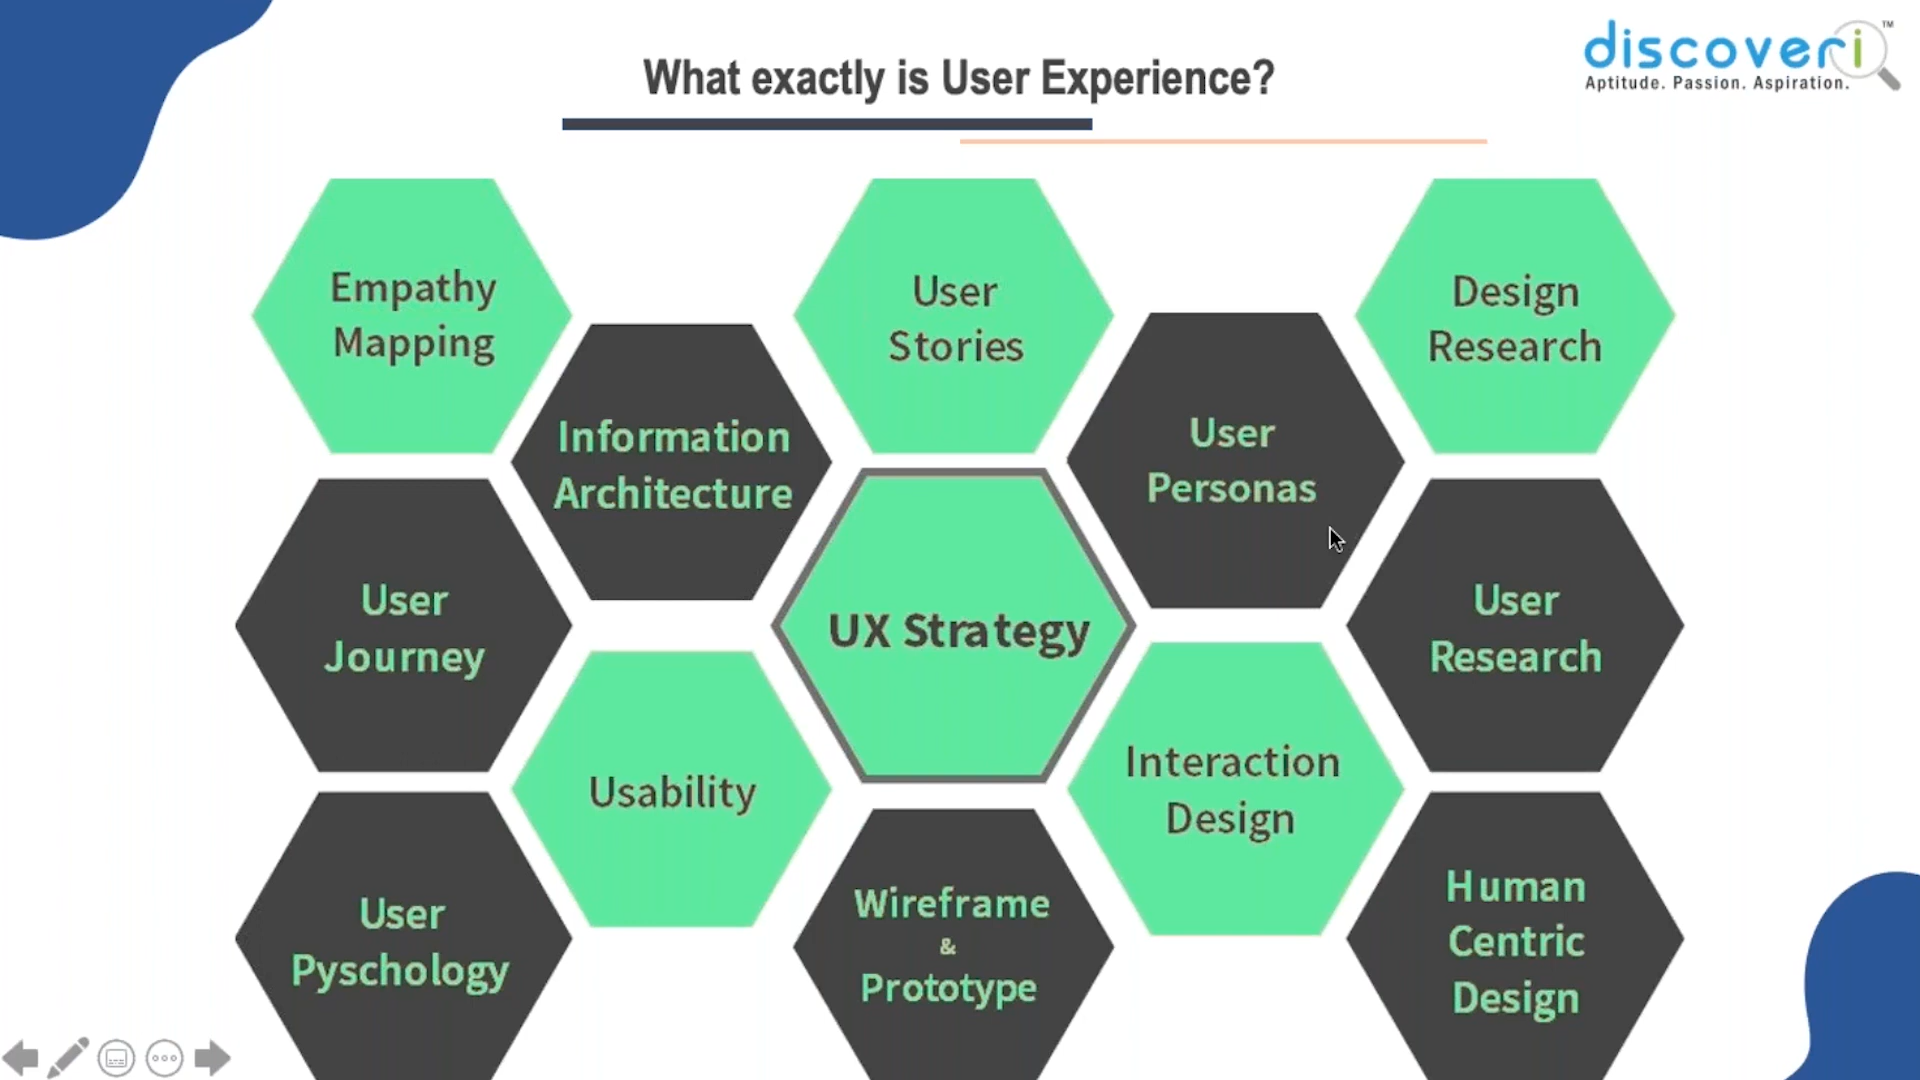 What exactly is User Experience?
discoveri™
Aptitude. Passion. Aspiration.
Empathy
Mapping
User
Stories
Design
Research
Information
Architecture
User
Personas
User
Journey
UX Strategy
User
Research
Usability
Interaction
Design
User
Pyschology
Wireframe
&
Prototype
Human
Centric
Design